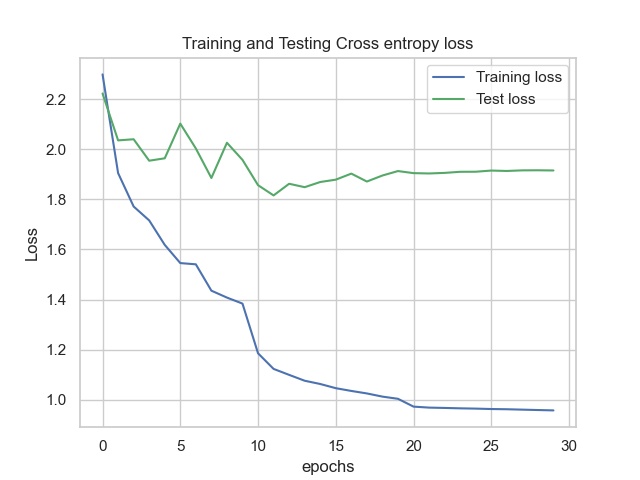 Training and Testing Cross entropy loss
Training loss
Test loss
2.2
2.0
1.8
1.6
1.4
1.2
1.0
Loss
0 5 10 15 20 25 30
epochs